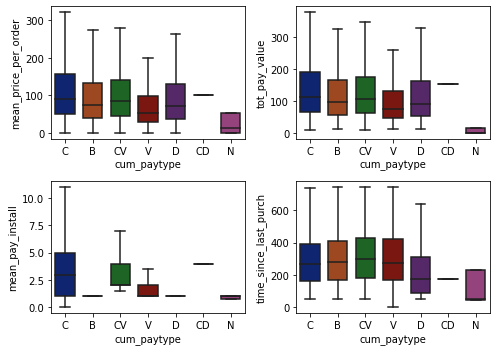 mean_price_per_order
300
200
100
0
C B CV V D CD N
cum_paytype
tot_pay_value
300
200
100
0
C B CV V D CD N
cum_paytype
mean_pay_install
10.0
7.5
5.0
2.5
0.0
C B CV V D CD N
cum_paytype
time_since_last_purch
600
400
200
0
C B CV V D CD N
cum_paytype